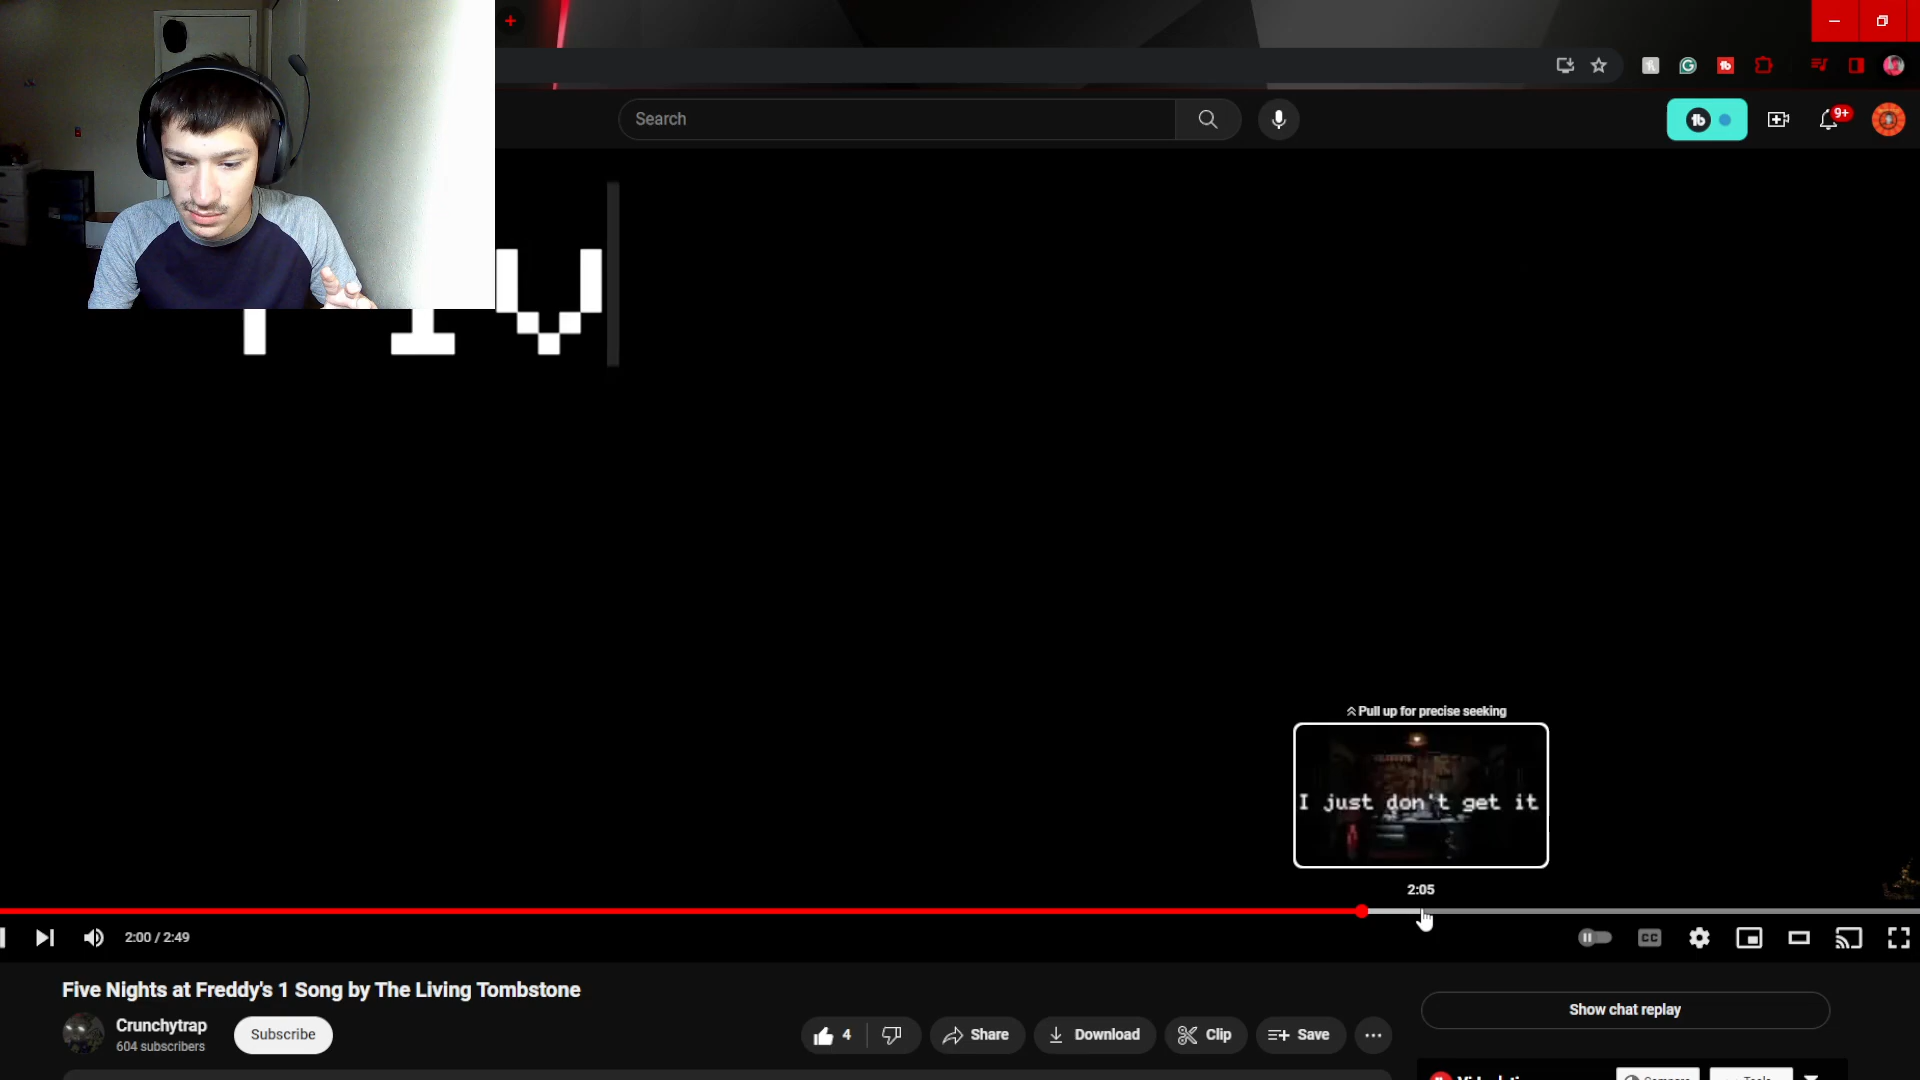 Search
9+
Pull up for precise seeking
I just don't get it
2:05
2:00 / 2:49
CC
Five Nights at Freddy's 1 Song by The Living Tombstone
Crunchytrap
604 subscribers
Subscribe
4
Share
Download
Clip
Save
Show chat replay